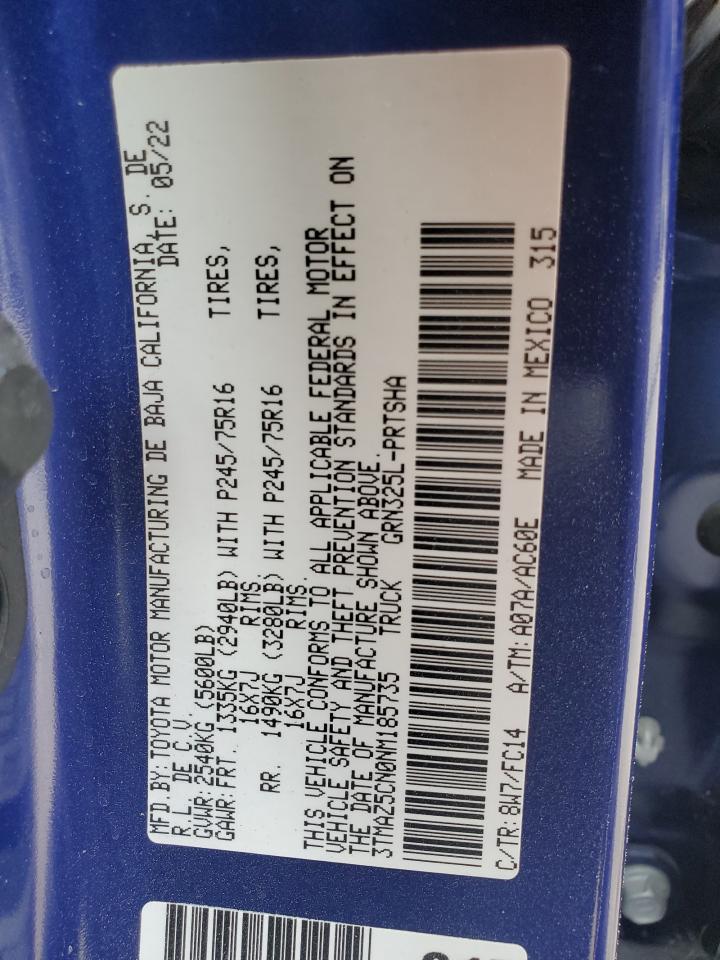 MFD.BY:TOYOTA MOTOR MANUFACTURING DE BAJA CALIFORNIA, S. DE
R.L. DE C.V. DATE: 05/22
GVWR:2540KG (5600LB)
GAWR:FRT. 1335KG (2940LB) WITH P245/75R16 TIRES,
16X7J RIMS.
RR. 1490KG (3280LB) WITH P245/75R16 TIRES,
16X7J RIMS.
THIS VEHICLE CONFORMS TO ALL APPLICABLE FEDERAL MOTOR
VEHICLE SAFETY AND THEFT PREVENTION STANDARDS IN EFFECT ON
THE DATE OF MANUFACTURE SHOWN ABOVE.
3TMAZ5CN0NM185735 TRUCK GRN325L-PRTSHA
C/TR:8W7/FC14 A/TM:A07A/AC60E MADE IN MEXICO 315